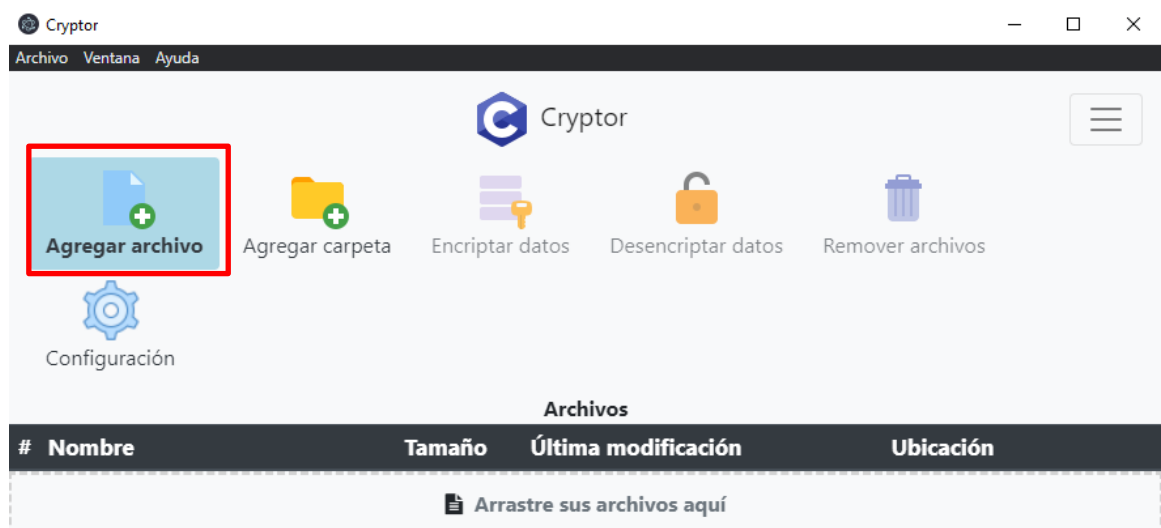 Cryptor
Archivo Ventana Ayuda
Cryptor
Agregar archivo Agregar carpeta Encriptar datos Desencriptar datos Remover archivos
Configuración
Archivos
# Nombre Tamaño Última modificación Ubicación
Arrastre sus archivos aquí